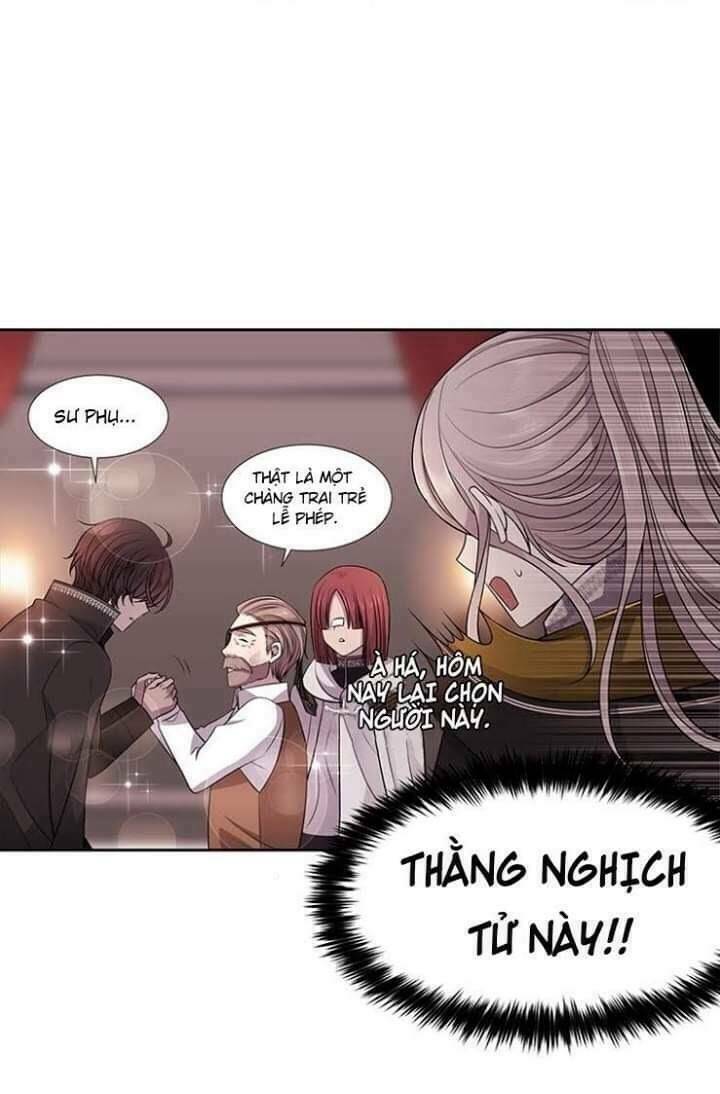 SƯ PHỤ...
THẬT LÀ MỘT
CHÀNG TRAI TRẺ
LỄ PHÉP.
À HÁ, HÔM
NAY LẠI CHỌN
NGƯỜI NÀY.
THẰNG NGHỊCH
TỬ NÀY!!